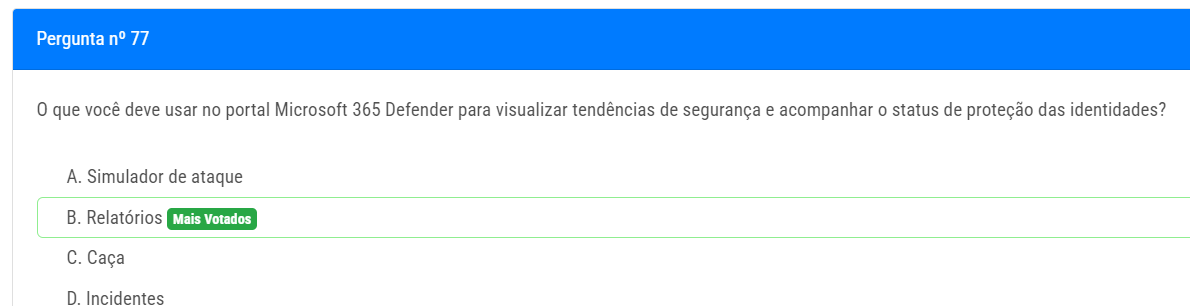 Pergunta nº 77
O que você deve usar no portal Microsoft 365 Defender para visualizar tendências de segurança e acompanhar o status de proteção das identidades?
A. Simulador de ataque
B. Relatórios Mais Votados
C. Caça
D. Incidentes